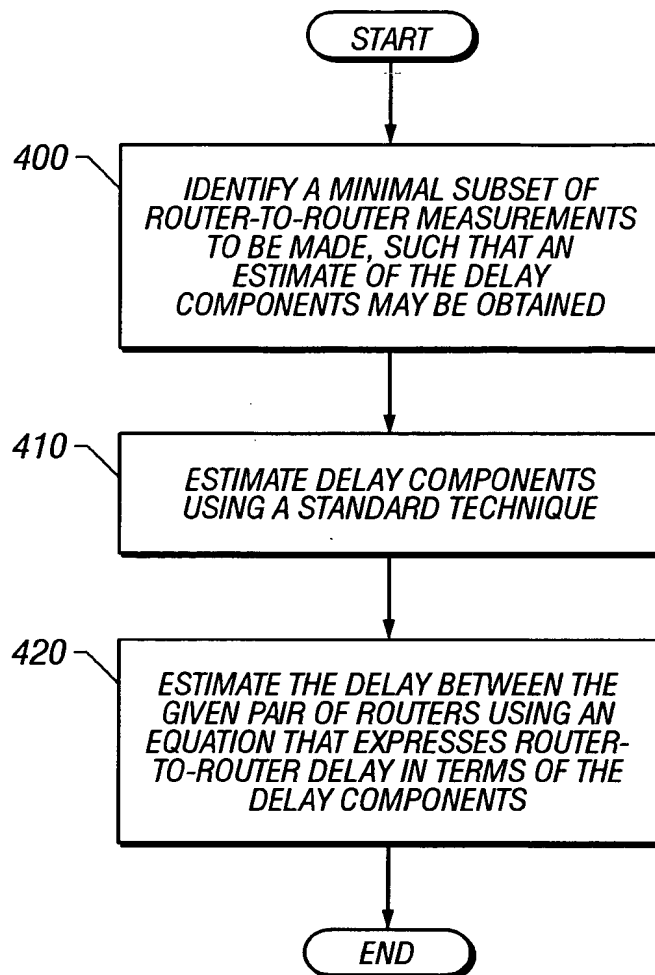 START
400
IDENTIFY A MINIMAL SUBSET OF
ROUTER-TO-ROUTER MEASUREMENTS
TO BE MADE, SUCH THAT AN
ESTIMATE OF THE DELAY
COMPONENTS MAY BE OBTAINED
410
ESTIMATE DELAY COMPONENTS
USING A STANDARD TECHNIQUE
420
ESTIMATE THE DELAY BETWEEN THE
GIVEN PAIR OF ROUTERS USING AN
EQUATION THAT EXPRESSES ROUTER-
TO-ROUTER DELAY IN TERMS OF THE
DELAY COMPONENTS
END